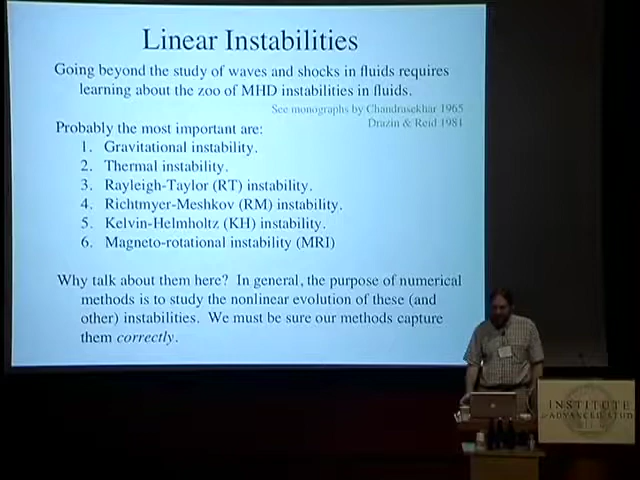 Linear Instabilities
Going beyond the study of waves and shocks in fluids requires
learning about the zoo of MHD instabilities in fluids.
See monographs by Chandrasekhar 1965
Drazin & Reid 1981
Probably the most important are:
1. Gravitational instability.
2. Thermal instability.
3. Rayleigh-Taylor (RT) instability.
4. Richtmyer-Meshkov (RM) instability.
5. Kelvin-Helmholtz (KH) instability.
6. Magneto-rotational instability (MRI)
Why talk about them here? In general, the purpose of numerical
methods is to study the nonlinear evolution of these (and
other) instabilities. We must be sure our methods capture
them correctly.
INSTITUTE
ADVANCED STUD